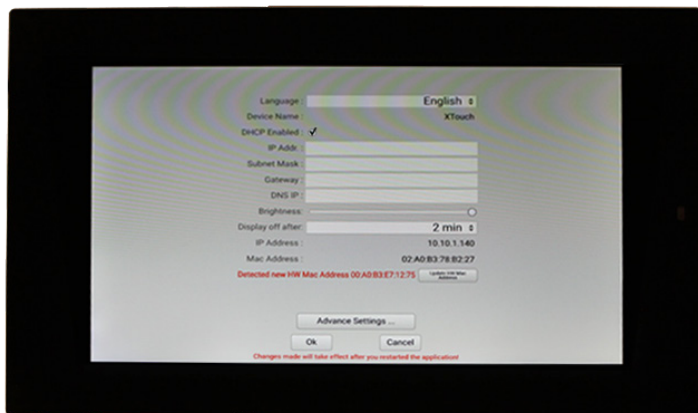 Language : English
Device Name : XTouch
DHCP Enabled : ✓
IP Addr. :
Subnet Mask :
Gateway :
DNS IP :
Brightness:
Display off after: 2 min
IP Address : 10.10.1.140
Mac Address : 02:A0:B3:78:B2:27
Detected new HW Mac Address 00:A0:B3:E7:12:75 Update HW Mac Address
Advance Settings ...
Ok Cancel
Changes made will take effect after you restarted the application!